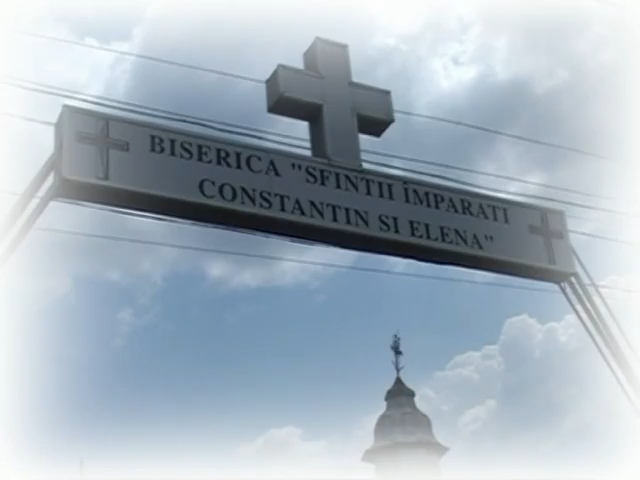 BISERICA "SFINTII ÎMPARATI
CONSTANTIN SI ELENA"